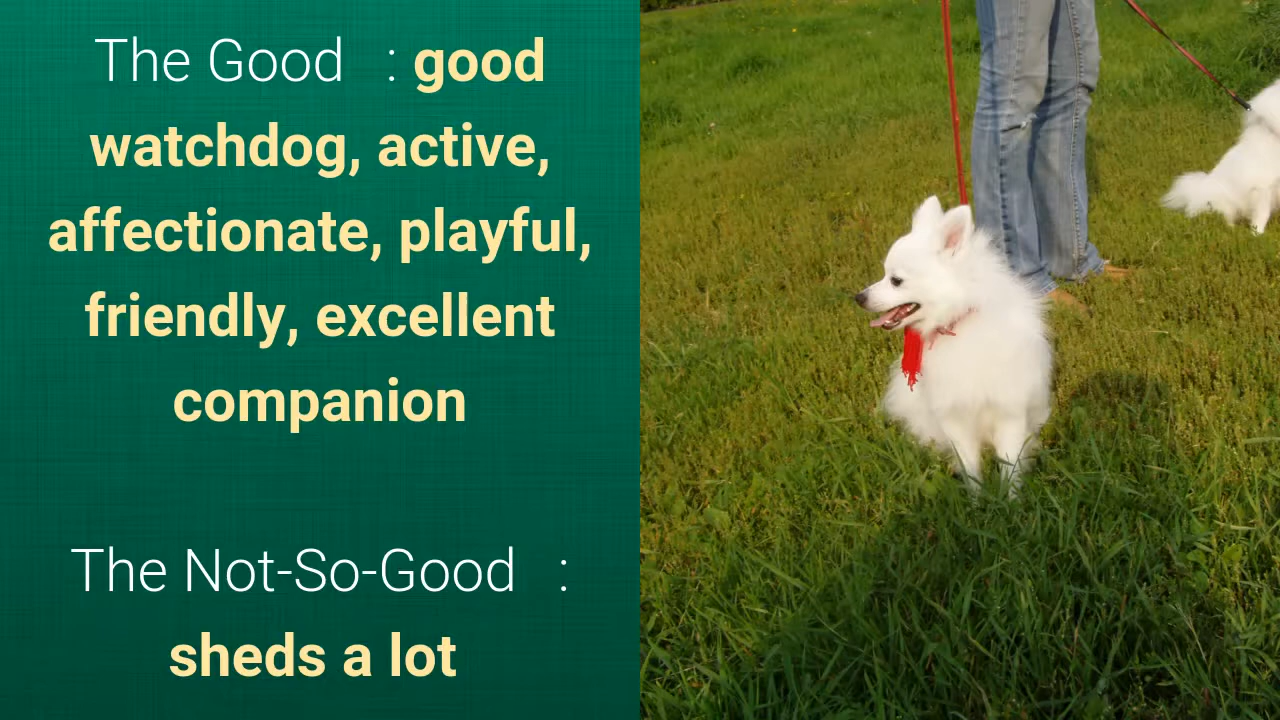 The Good : good
watchdog, active,
affectionate, playful,
friendly, excellent
companion
The Not-So-Good :
sheds a lot